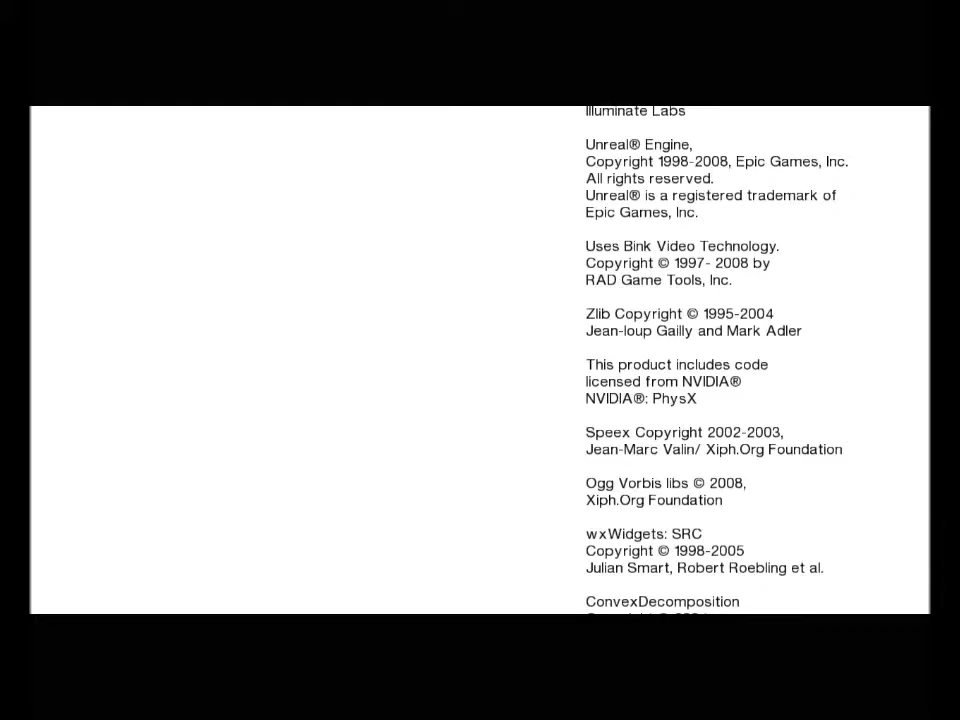 Illuminate Labs
Unreal® Engine,
Copyright 1998-2008, Epic Games, Inc.
All rights reserved.
Unreal® is a registered trademark of
Epic Games, Inc.
Uses Bink Video Technology.
Copyright © 1997- 2008 by
RAD Game Tools, Inc.
Zlib Copyright © 1995-2004
Jean-loup Gailly and Mark Adler
This product includes code
licensed from NVIDIA®
NVIDIA®: PhysX
Speex Copyright 2002-2003,
Jean-Marc Valin/ Xiph.Org Foundation
Ogg Vorbis libs © 2008,
Xiph.Org Foundation
wxWidgets: SRC
Copyright © 1998-2005
Julian Smart, Robert Roebling et al.
ConvexDecomposition